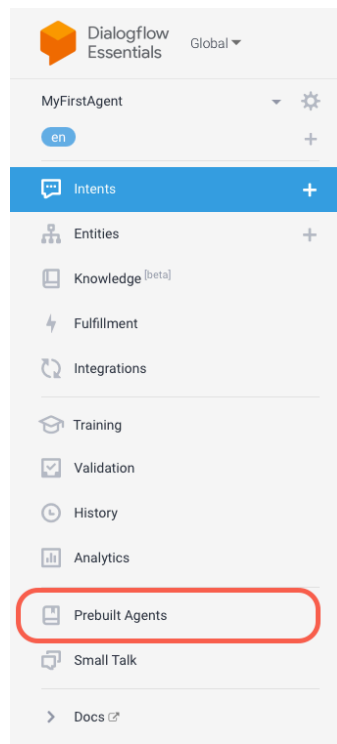 Dialogflow
Essentials
Global
MyFirstAgent
en
Intents
Entities
Knowledge [beta]
Fulfillment
Integrations
Training
Validation
History
Analytics
Prebuilt Agents
Small Talk
Docs